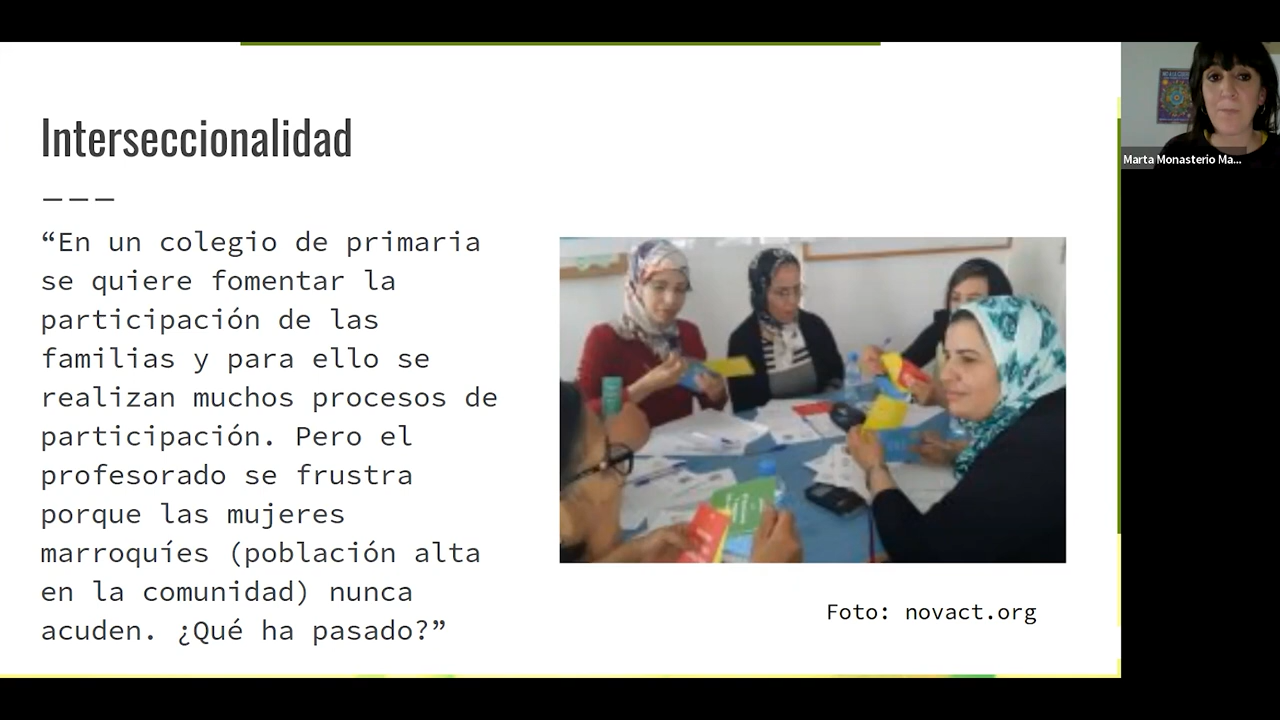 Interseccionalidad
“En un colegio de primaria
se quiere fomentar la
participación de las
familias y para ello se
realizan muchos procesos de
participación. Pero el
profesorado se frustra
porque las mujeres
marroquíes (población alta
en la comunidad) nunca
acuden. ¿Qué ha pasado?”
Foto: novact.org
Marta Monasterio Ma...